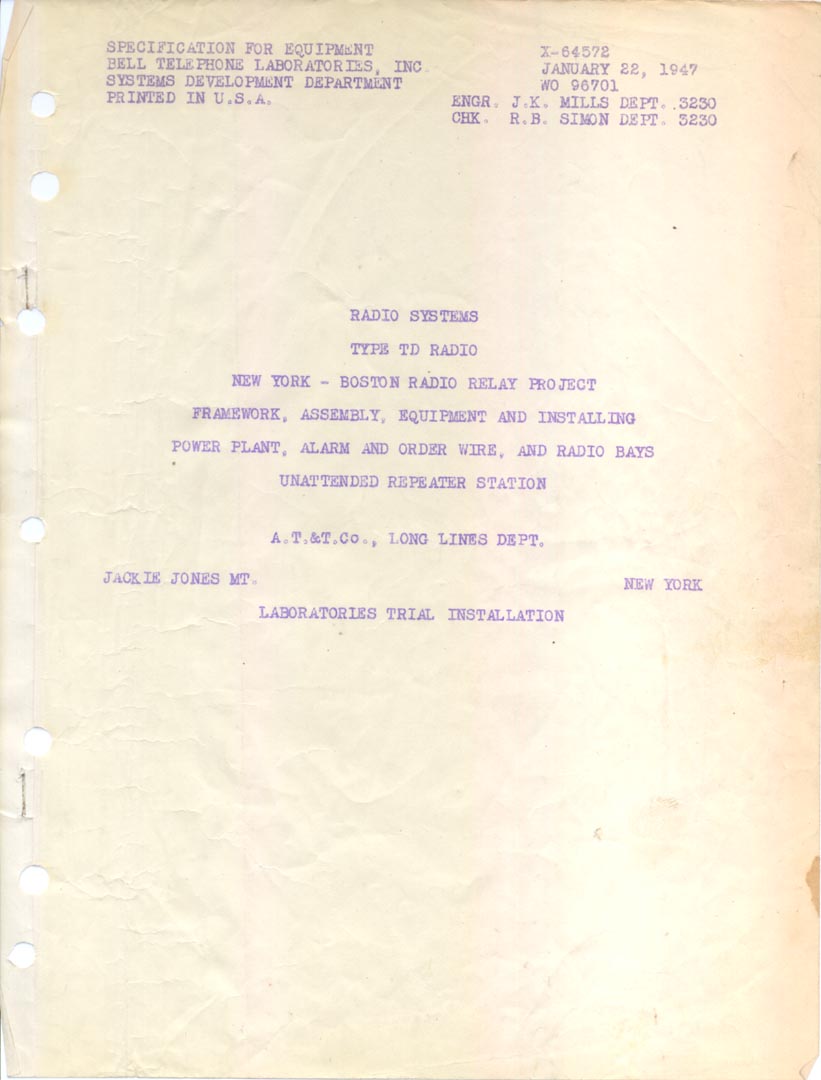 SPECIFICATION FOR EQUIPMENT
BELL TELEPHONE LABORATORIES, INC.
SYSTEMS DEVELOPMENT DEPARTMENT
PRINTED IN U.S.A.
X-64572
JANUARY 22, 1947
WO 96701
ENGR. J.K. MILLS DEPT. 3230
CHK. R.B. SIMON DEPT. 3230
RADIO SYSTEMS
TYPE TD RADIO
NEW YORK - BOSTON RADIO RELAY PROJECT
FRAMEWORK, ASSEMBLY, EQUIPMENT AND INSTALLING
POWER PLANT, ALARM AND ORDER WIRE, AND RADIO BAYS
UNATTENDED REPEATER STATION
A.T.&T.Co., LONG LINES DEPT.
JACKIE JONES MT. NEW YORK
LABORATORIES TRIAL INSTALLATION